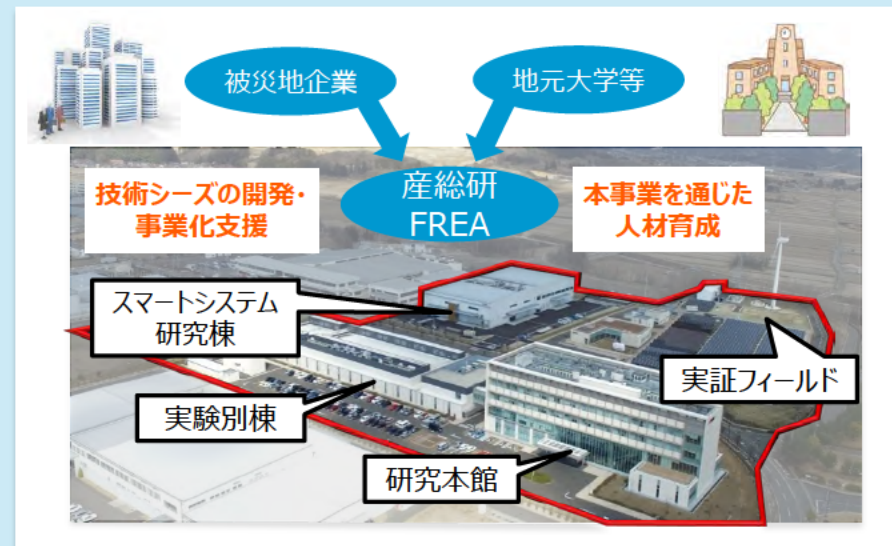 被災地企業
地元大学等
産総研
FREA
技術シーズの開発・
事業化支援
本事業を通じた
人材育成
スマートシステム
研究棟
実証フィールド
実験別棟
研究本館